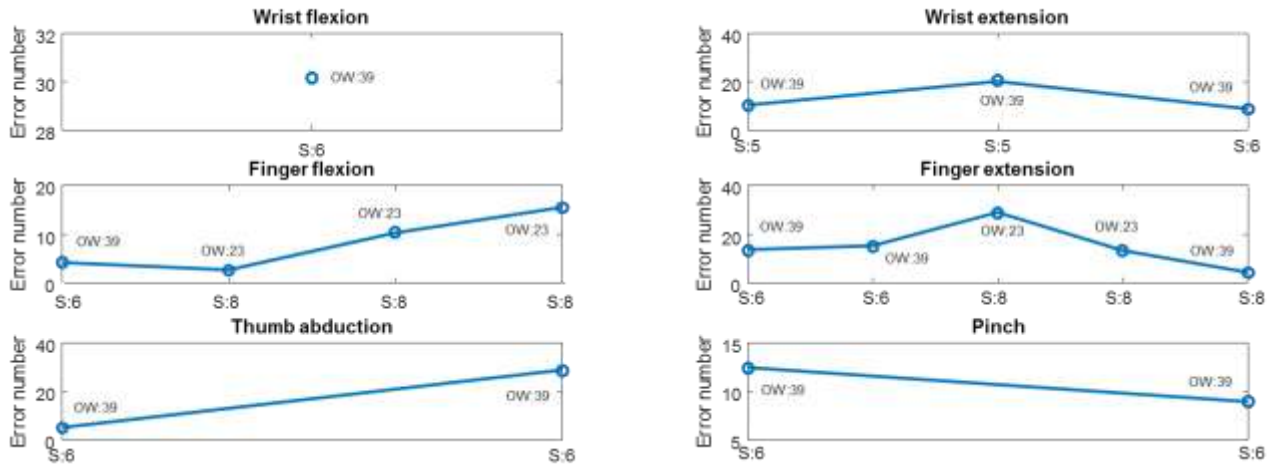 Wrist flexion
Error number
32
30
28
OW:39
S:6
Wrist extension
Error number
40
20
0
OW:39
OW:39
OW:39
S:5
S:5
S:6
Finger flexion
Error number
20
10
0
OW:39
OW:23
OW:23
OW:23
S:6
S:8
S:8
S:8
Finger extension
Error number
40
20
0
OW:39
OW:39
OW:23
OW:23
OW:39
S:6
S:6
S:8
S:8
S:8
Thumb abduction
Error number
40
20
0
OW:39
OW:39
S:6
S:6
Pinch
Error number
15
10
5
OW:39
OW:39
S:6
S:6